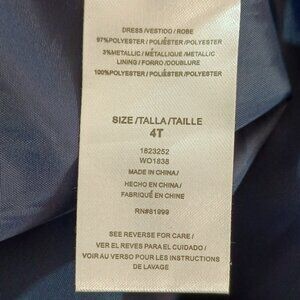 DRESS/VESTIDO/ ROBE
97%POLYESTER / POLIÉSTER /POLYESTER
3%METALLIC / MÉTALLIQUE /METALLIC
LINING / FORRO /DOUBLURE
100%POLYESTER / POLIÉSTER /POLYESTER
SIZE /TALLA/TAILLE
4T
1823252
WO1838
MADE IN CHINA./
HECHO EN CHINA./
FABRIQUÉ EN CHINE
RN#81999
SEE REVERSE FOR CARE /
VER EL REVES PARA EL CUIDADO /
VOIR AU VERSO POUR LES INSTRUCTIONS
DE LAVAGE